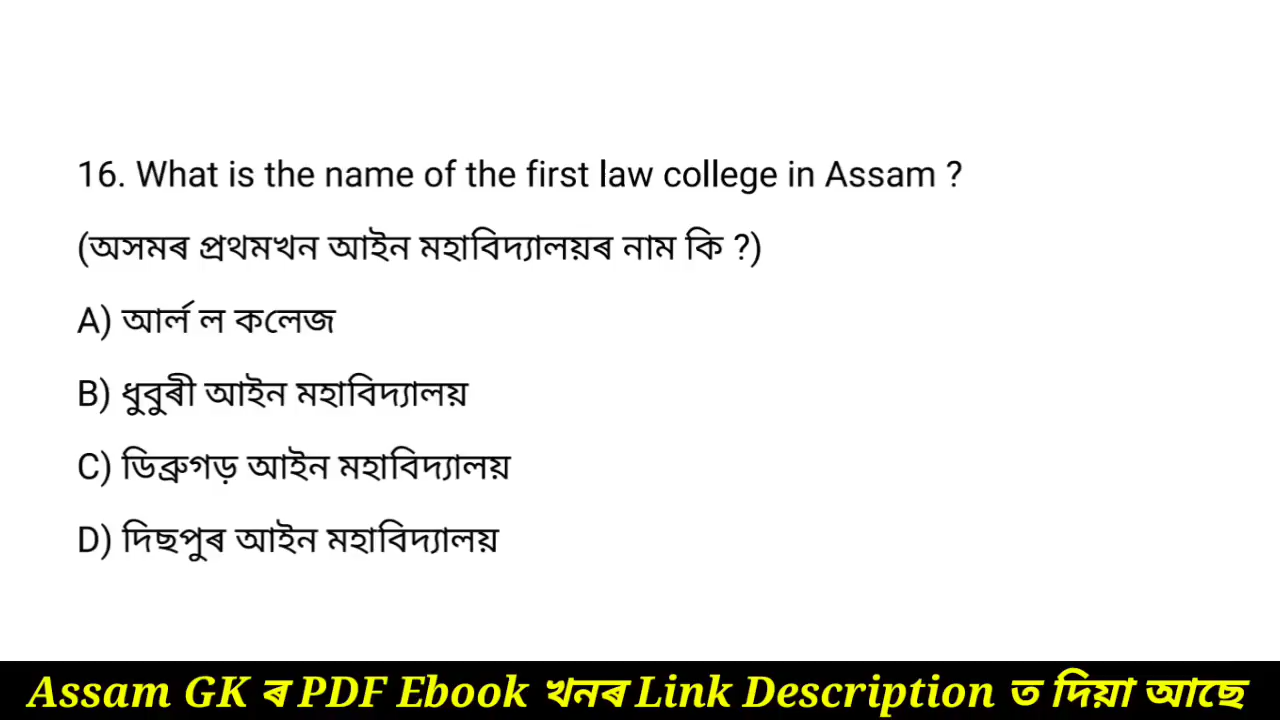 16. What is the name of the first law college in Assam ?
(অসমৰ প্ৰথমখন আইন মহাবিদ্যালয়ৰ নাম কি ?)
A) আৰ্ল ল কলেজ
B) ধুবুৰী আইন মহাবিদ্যালয়
C) ডিব্ৰুগড় আইন মহাবিদ্যালয়
D) দিছপুৰ আইন মহাবিদ্যালয়
Assam GK ৰ PDF Ebook খনৰ Link Description ত দিয়া আছে